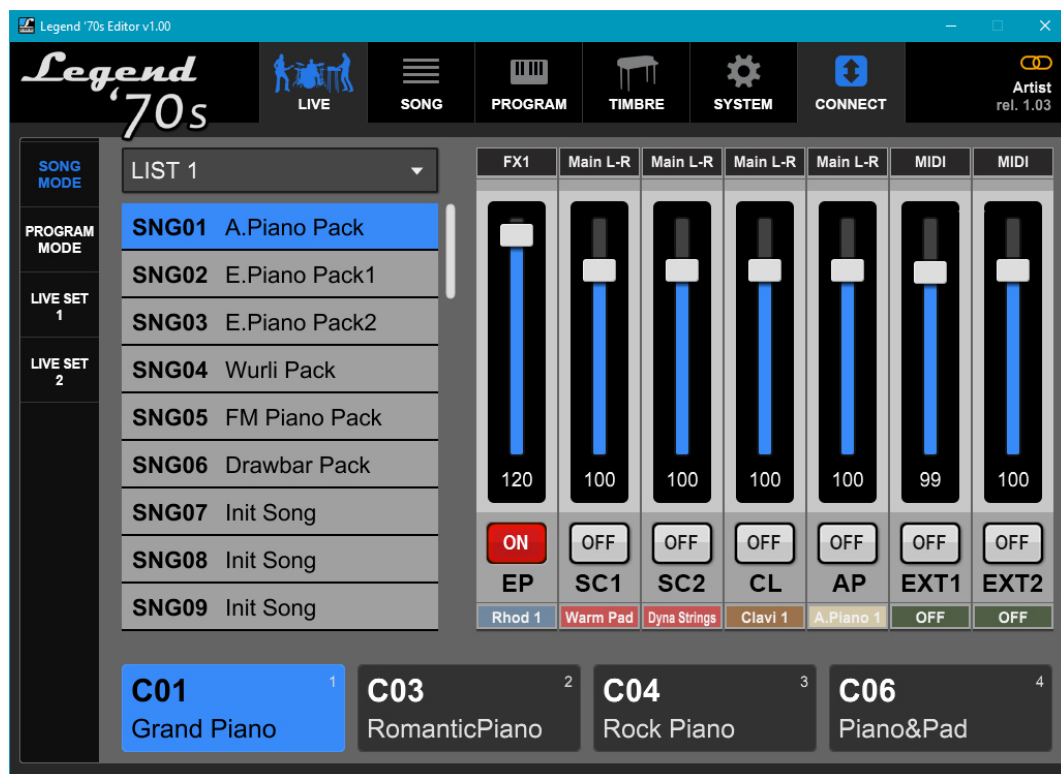 Legend '70s Editor v1.00
Legend
'70s
LIVE
SONG
PROGRAM
TIMBRE
SYSTEM
CONNECT
Artist
rel. 1.03
SONG
MODE
PROGRAM
MODE
LIVE SET
1
LIVE SET
2
LIST 1
SNG01 A.Piano Pack
SNG02 E.Piano Pack1
SNG03 E.Piano Pack2
SNG04 Wurli Pack
SNG05 FM Piano Pack
SNG06 Drawbar Pack
SNG07 Init Song
SNG08 Init Song
SNG09 Init Song
FX1 Main L-R Main L-R Main L-R Main L-R MIDI MIDI
120 100 100 100 100 99 100
ON OFF OFF OFF OFF OFF OFF
EP SC1 SC2 CL AP EXT1 EXT2
Rhod 1 Warm Pad Dyna Strings Clavi 1 A.Piano 1 OFF OFF
C01 1
Grand Piano
C03 2
RomanticPiano
C04 3
Rock Piano
C06 4
Piano&Pad